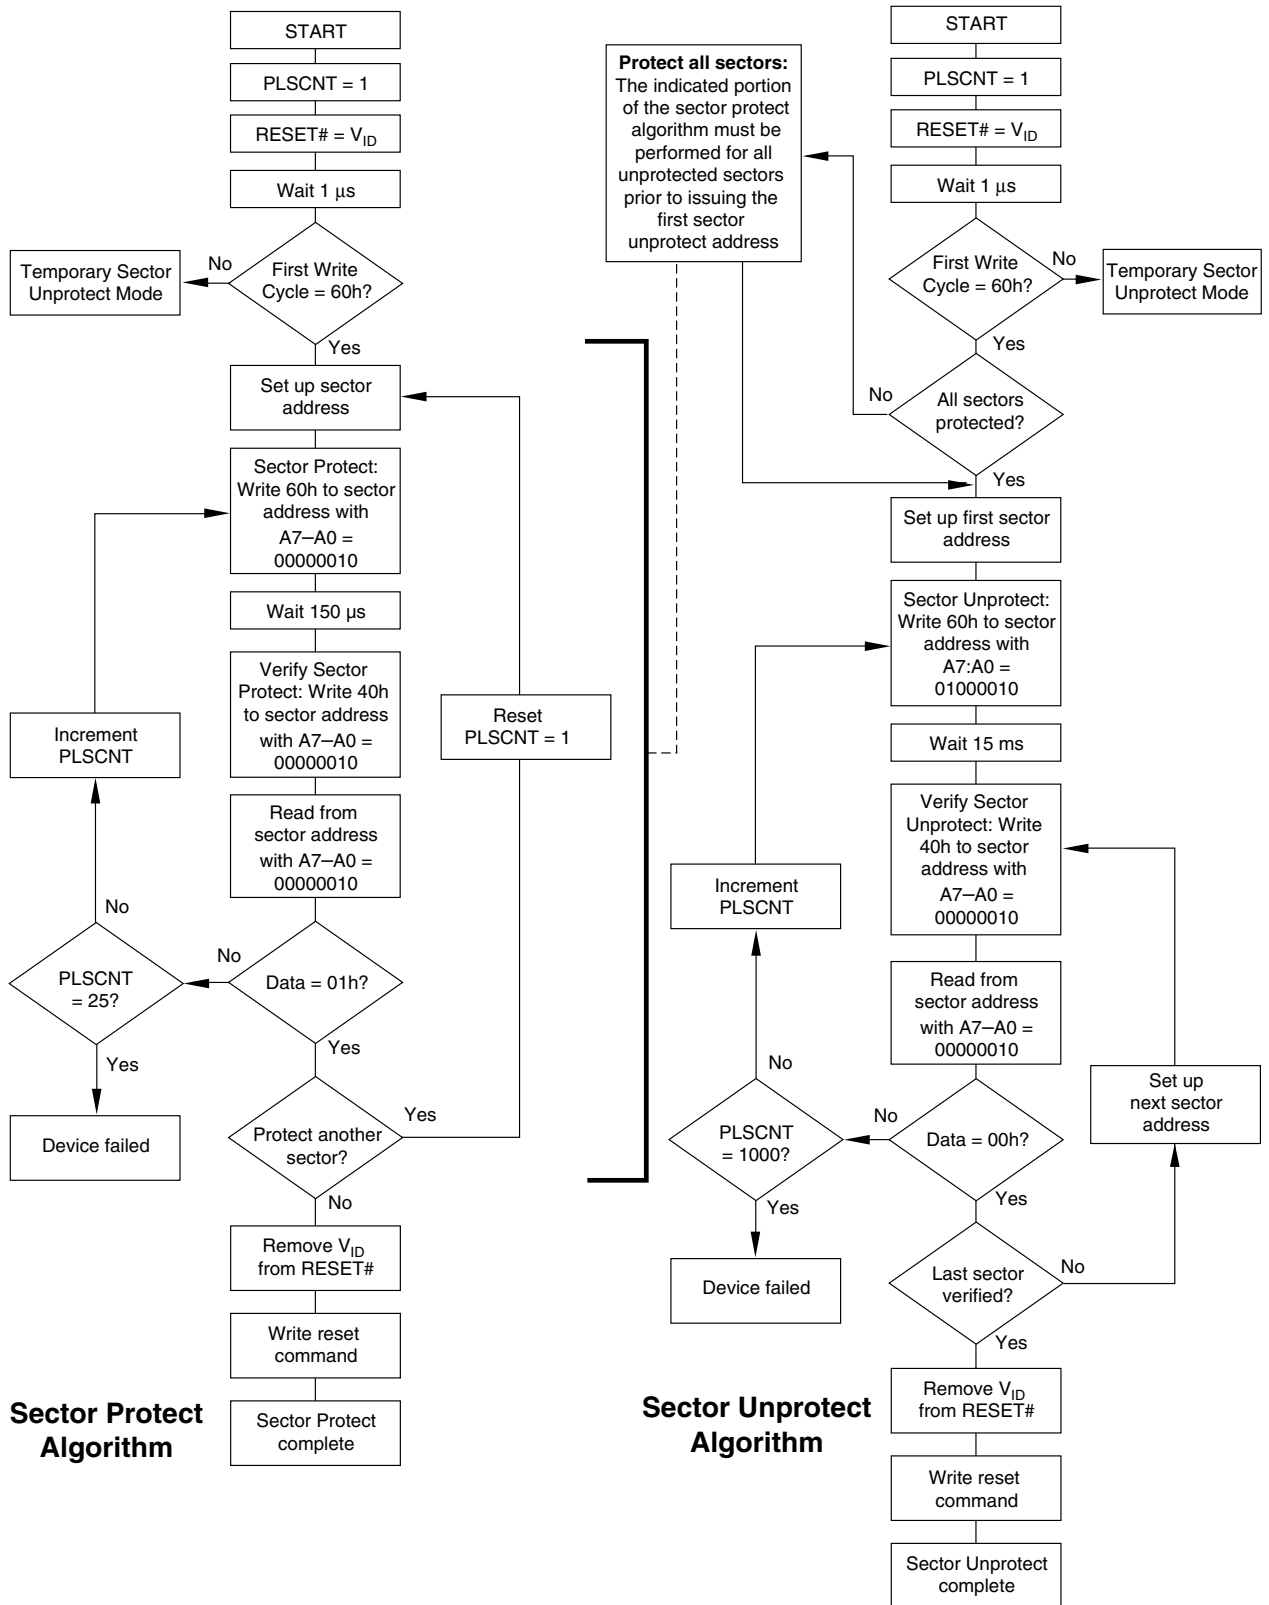 START
PLSCNT = 1
RESET# = VID
Wait 1 μs
First Write
Cycle = 60h?
No
Temporary Sector
Unprotect Mode
Yes
Set up sector
address
Sector Protect:
Write 60h to sector
address with
A7–A0 =
00000010
Wait 150 µs
Verify Sector
Protect: Write 40h
to sector address
with A7–A0 =
00000010
Reset
PLSCNT = 1
Increment
PLSCNT
Read from
sector address
with A7–A0 =
00000010
No
PLSCNT
= 25?
No
Data = 01h?
Yes
Device failed
Yes
Protect another
sector?
Yes
No
Remove VID
from RESET#
Write reset
command
Sector Protect
complete
Sector Protect
Algorithm
Protect all sectors:
The indicated portion
of the sector protect
algorithm must be
performed for all
unprotected sectors
prior to issuing the
first sector
unprotect address
START
PLSCNT = 1
RESET# = VID
Wait 1 μs
First Write
Cycle = 60h?
No
Temporary Sector
Unprotect Mode
Yes
All sectors
protected?
No
Yes
Set up first sector
address
Sector Unprotect:
Write 60h to sector
address with
A7:A0 =
01000010
Wait 15 ms
Verify Sector
Unprotect: Write
40h to sector
address with
A7–A0 =
00000010
Increment
PLSCNT
Read from
sector address
with A7–A0 =
00000010
No
PLSCNT
= 1000?
No
Data = 00h?
Set up
next sector
address
Yes
Device failed
Yes
Last sector
verified?
No
Yes
Remove VID
from RESET#
Write reset
command
Sector Unprotect
complete
Sector Unprotect
Algorithm